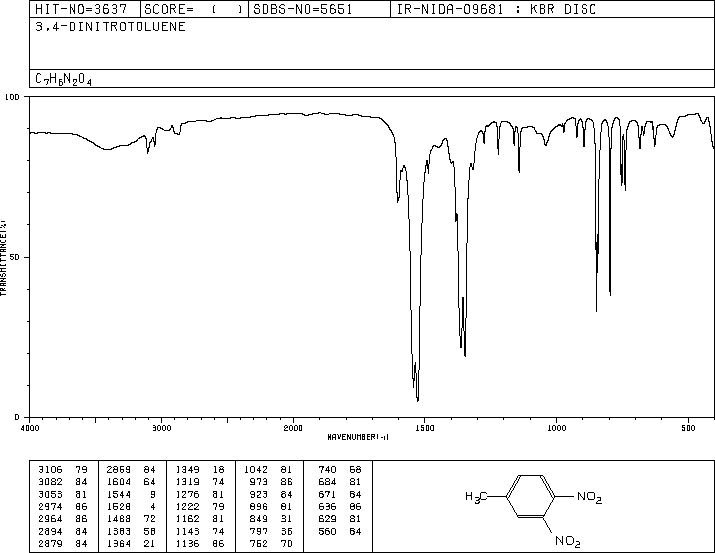 HIT-NO=3637 SCORE= ( ) SDBS-NO=5651 IR-NIDA-09681 : KBR DISC
3,4-DINITROTOLUENE
C7H6N2O4
100
50
0
TRANSMITTANCE(%)
4000 3000 2000 1500 1000 500
WAVENUMBER(-1)
3106 79 2869 84 1349 18 1042 81 740 68
3082 84 1604 64 1319 74 973 86 684 81
3053 81 1544 9 1276 81 923 84 671 84
2974 86 1528 4 1222 79 896 81 636 86
2964 86 1488 72 1162 81 849 31 629 81
2894 84 1383 58 1143 74 797 36 560 84
2879 84 1364 21 1136 86 752 70
H3C
NO2
NO2